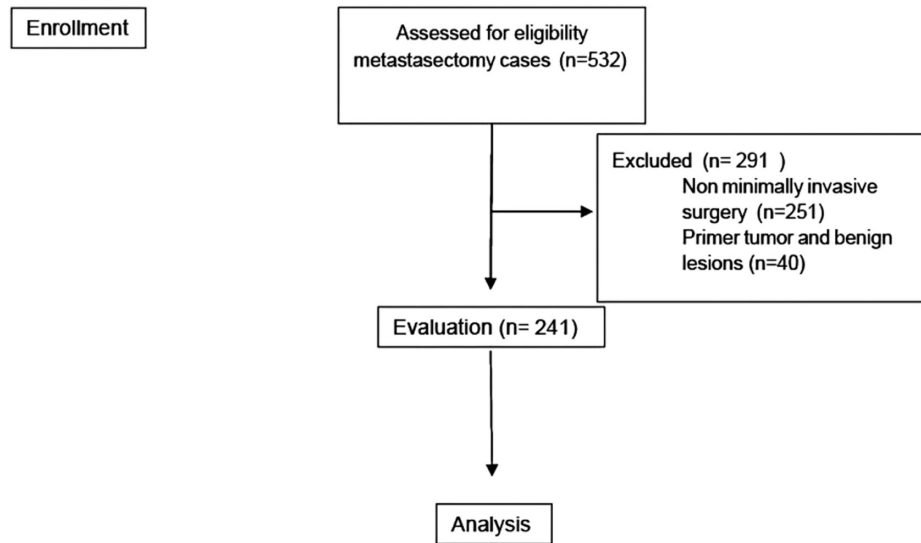 Enrollment
Assessed for eligibility
metastasectomy cases (n=532)
Excluded (n= 291 )
Non minimally invasive
surgery (n=251)
Primer tumor and benign
lesions (n=40)
Evaluation (n= 241)
Analysis